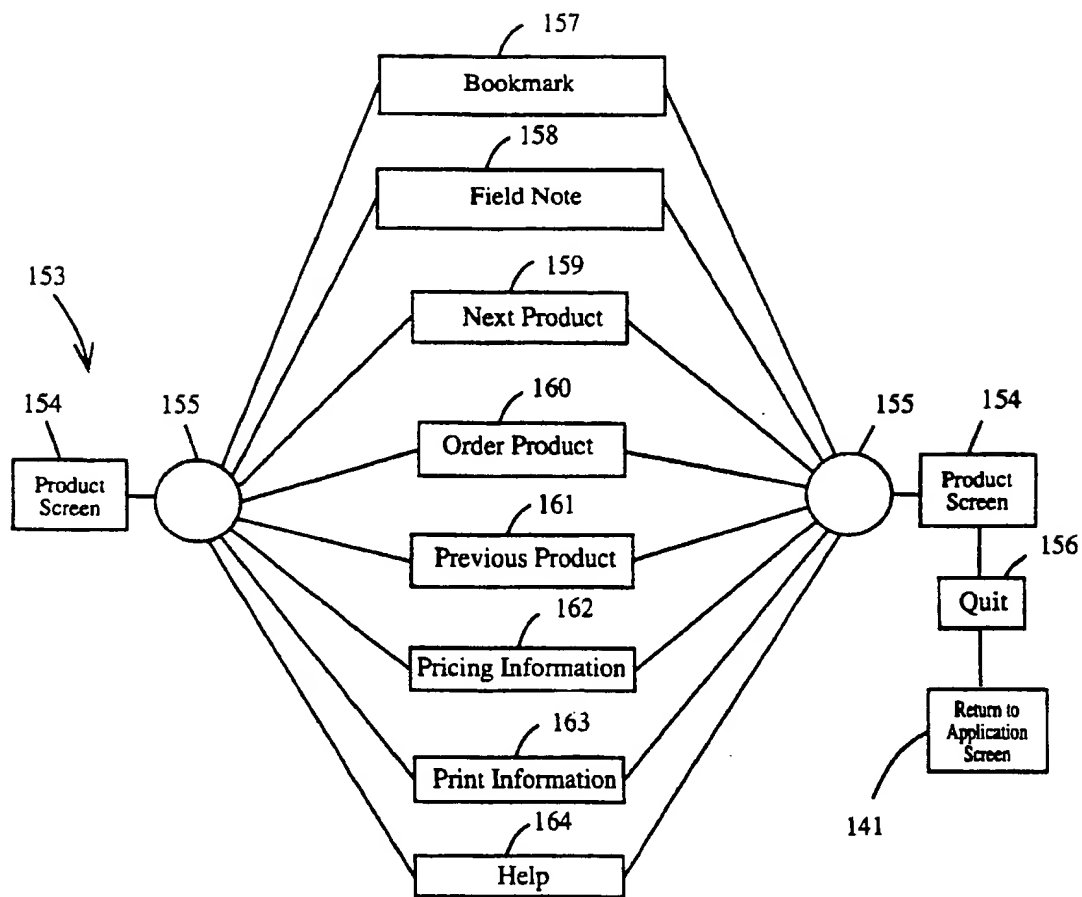 157
Bookmark
158
Field Note
159
Next Product
153
160
Order Product
154
155
155
154
Product
Screen
Product
Screen
161
Previous Product
156
Quit
162
Pricing Information
163
Print Information
Return to
Application
Screen
164
Help
141